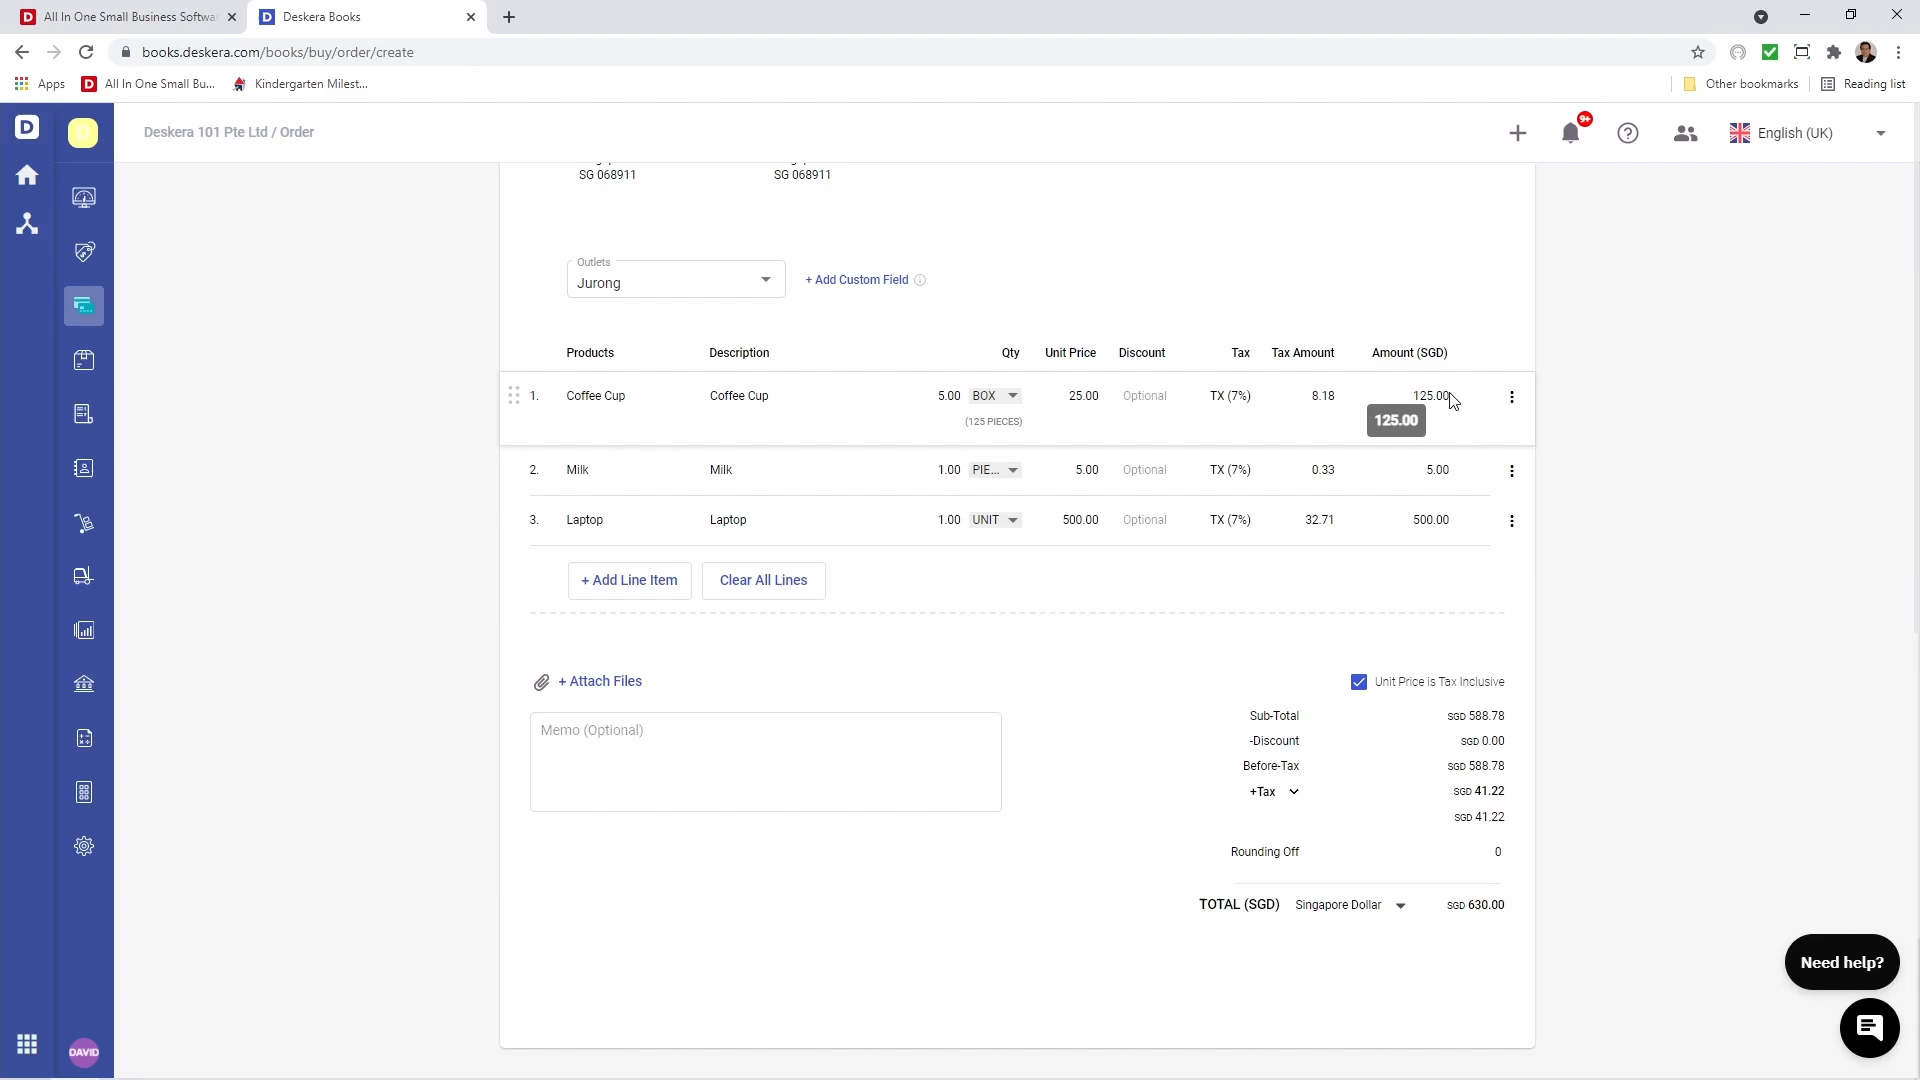 All In One Small Business Softwa
Deskera Books
books.deskera.com/books/buy/order/create
Apps
All In One Small Bu...
Kindergarten Milest...
Other bookmarks
Reading list
Deskera 101 Pte Ltd / Order
9+
English (UK)
SG 068911
SG 068911
Outlets
Jurong
+ Add Custom Field
Products Description Qty Unit Price Discount Tax Tax Amount Amount (SGD)
1. Coffee Cup Coffee Cup 5.00 BOX 25.00 Optional TX (7%) 8.18 125.00
(125 PIECES)
125.00
2. Milk Milk 1.00 PIE... 5.00 Optional TX (7%) 0.33 5.00
3. Laptop Laptop 1.00 UNIT 500.00 Optional TX (7%) 32.71 500.00
+ Add Line Item
Clear All Lines
+ Attach Files
Unit Price is Tax Inclusive
Memo (Optional)
Sub-Total SGD 588.78
-Discount SGD 0.00
Before-Tax SGD 588.78
+Tax SGD 41.22
SGD 41.22
Rounding Off 0
TOTAL (SGD) Singapore Dollar SGD 630.00
Need help?
DAVID